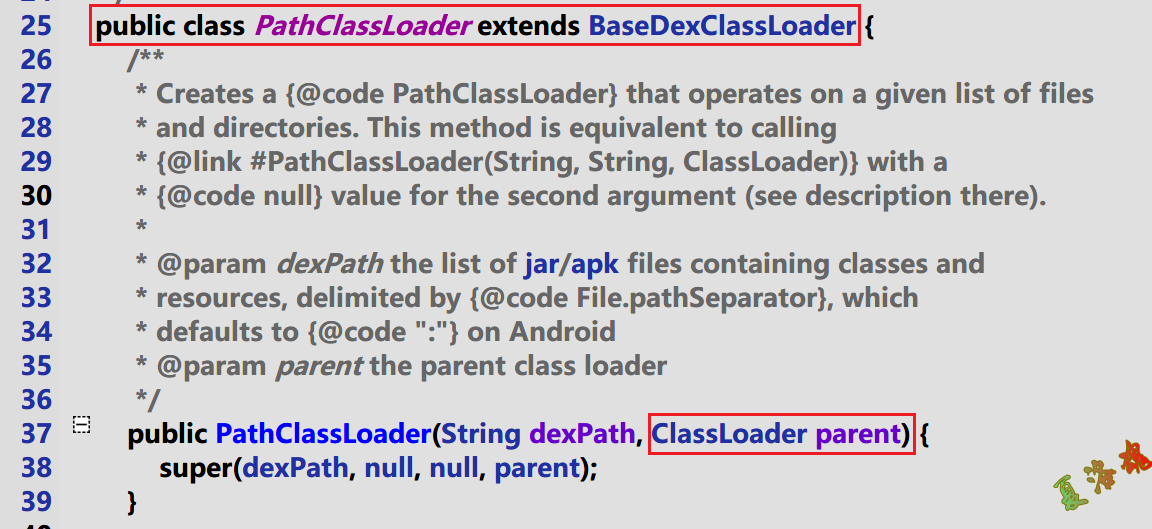 25 public class PathClassLoader extends BaseDexClassLoader {
26 /**
27 * Creates a {@code PathClassLoader} that operates on a given list of files
28 * and directories. This method is equivalent to calling
29 * {@link #PathClassLoader(String, String, ClassLoader)} with a
30 * {@code null} value for the second argument (see description there).
31 *
32 * @param dexPath the list of jar/apk files containing classes and
33 * resources, delimited by {@code File.pathSeparator}, which
34 * defaults to {@code ":"} on Android
35 * @param parent the parent class loader
36 */
37 public PathClassLoader(String dexPath, ClassLoader parent) {
38 super(dexPath, null, null, parent);
39 }